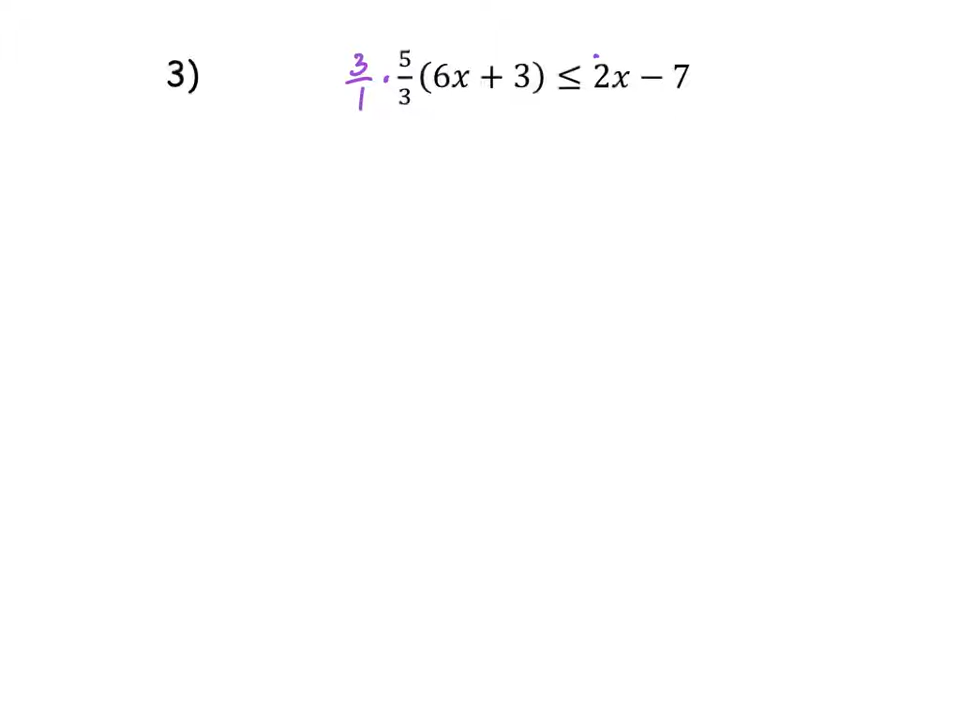 3) 3/1 · 5/3(6x + 3) ≤ 2x − 7